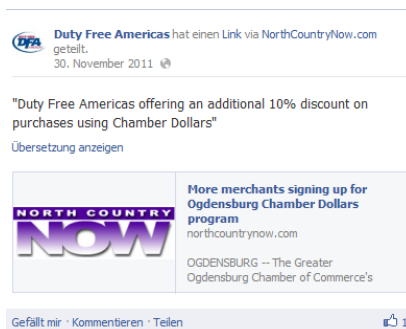 DFA
Duty Free Americas hat einen Link via NorthCountryNow.com
geteilt.
30. November 2011
"Duty Free Americas offering an additional 10% discount on
purchases using Chamber Dollars"
Übersetzung anzeigen
NORTH COUNTRY
NOW
More merchants signing up for
Ogdensburg Chamber Dollars
program
northcountrynow.com
OGDENSBURG -- The Greater
Ogdensburg Chamber of Commerce's
Gefällt mir · Kommentieren · Teilen
1